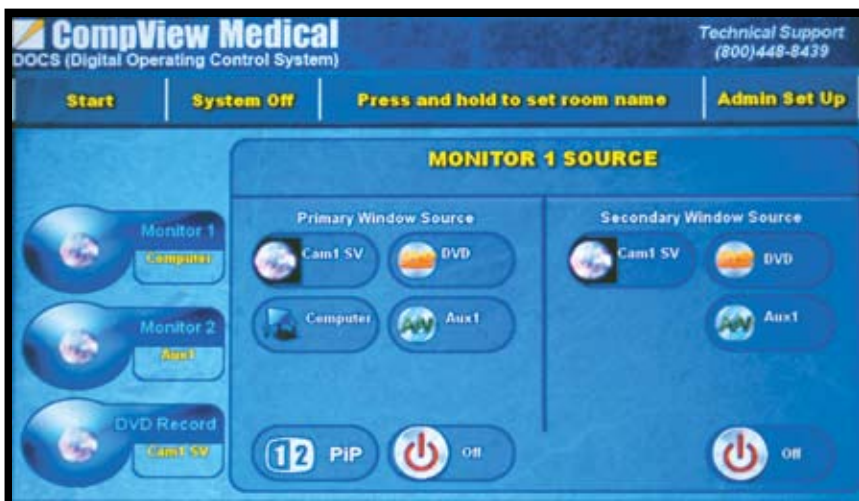 CompView Medical
DOCS (Digital Operating Control System)
Technical Support
(800)448-8439
Start
System Off
Press and hold to set room name
Admin Set Up
MONITOR 1 SOURCE
Monitor 1
Computer
Monitor 2
Aux1
DVD Record
Cam1 SV
Primary Window Source
Cam1 SV
DVD
Computer
AV
Aux1
12
PiP
Off
Secondary Window Source
Cam1 SV
DVD
AV
Aux1
Off